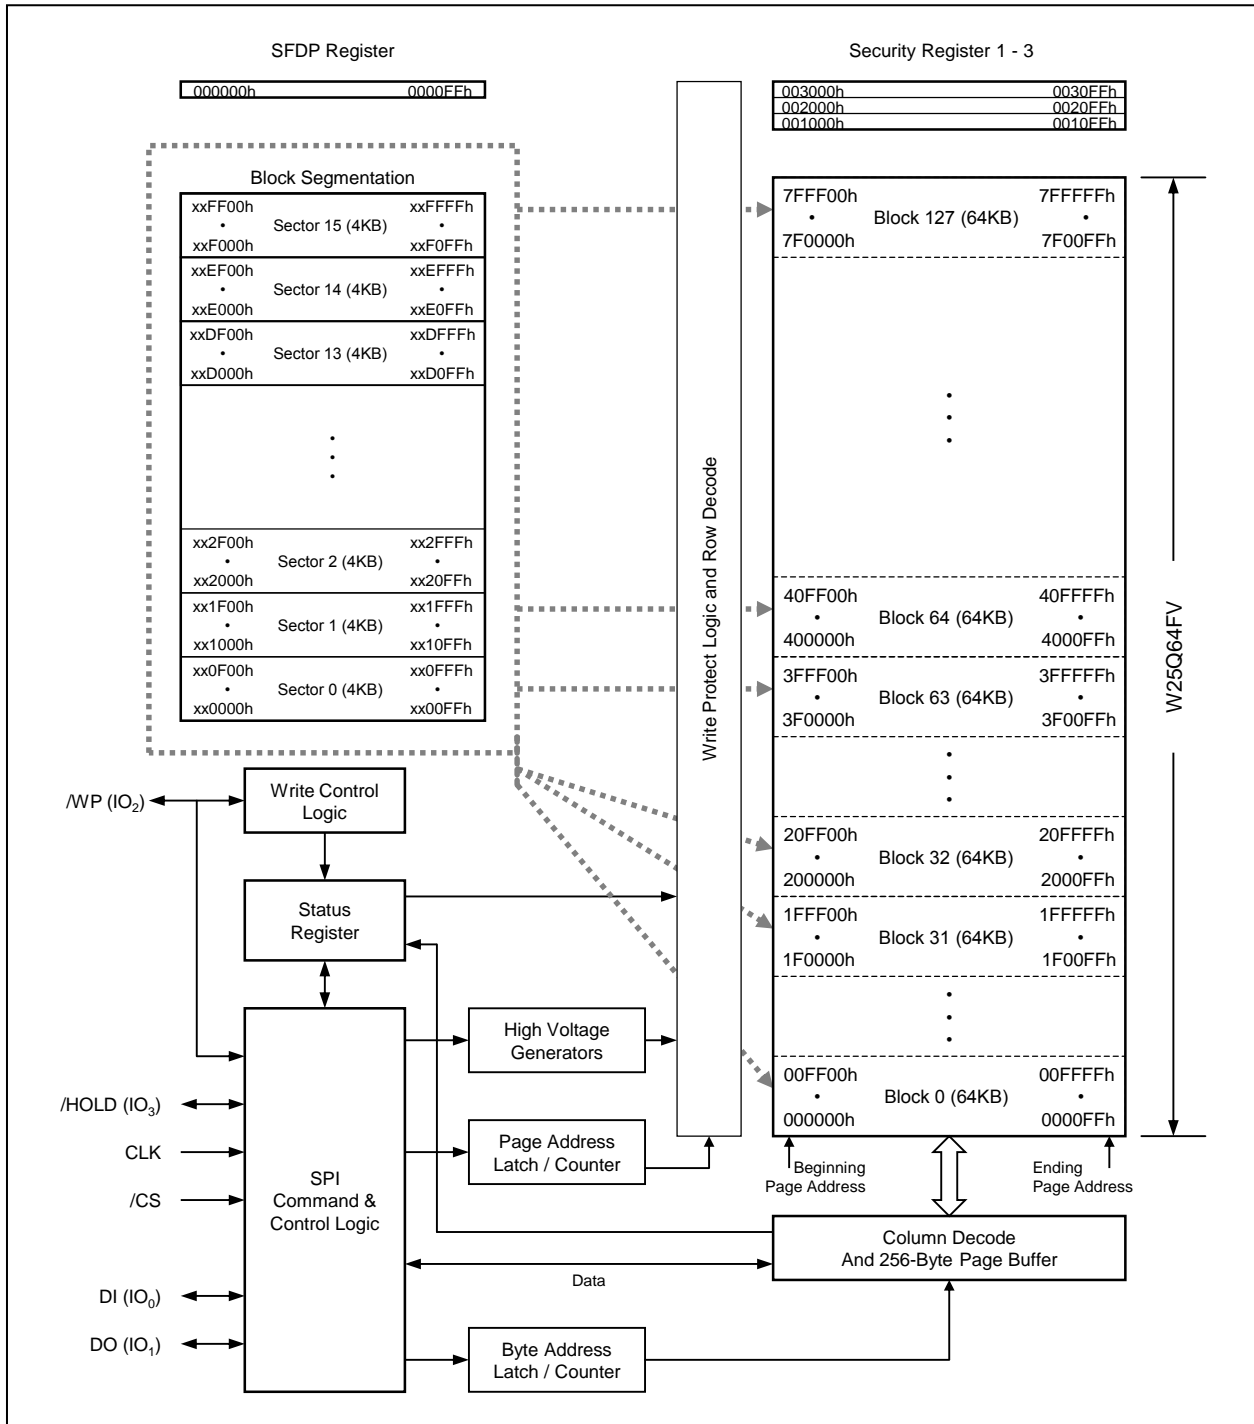 SFDP Register
000000h 0000FFh
Security Register 1 - 3
003000h 0030FFh
002000h 0020FFh
001000h 0010FFh
Block Segmentation
xxFF00h xxFFFFh
• Sector 15 (4KB) •
xxF000h xxF0FFh
xxEF00h xxEFFFh
• Sector 14 (4KB) •
xxE000h xxE0FFh
xxDF00h xxDFFFh
• Sector 13 (4KB) •
xxD000h xxD0FFh
xx2F00h xx2FFFh
• Sector 2 (4KB) •
xx2000h xx20FFh
xx1F00h xx1FFFh
• Sector 1 (4KB) •
xx1000h xx10FFh
xx0F00h xx0FFFh
• Sector 0 (4KB) •
xx0000h xx00FFh
Write Protect Logic and Row Decode
7FFF00h 7FFFFFh
• Block 127 (64KB) •
7F0000h 7F00FFh
40FF00h 40FFFFh
• Block 64 (64KB) •
400000h 4000FFh
3FFF00h 3FFFFFh
• Block 63 (64KB) •
3F0000h 3F00FFh
20FF00h 20FFFFh
• Block 32 (64KB) •
200000h 2000FFh
1FFF00h 1FFFFFh
• Block 31 (64KB) •
1F0000h 1F00FFh
00FF00h 00FFFFh
• Block 0 (64KB) •
000000h 0000FFh
W25Q64FV
Beginning
Page Address
Ending
Page Address
/WP (IO2)
Write Control
Logic
Status
Register
/HOLD (IO3)
CLK
/CS
DI (IO0)
DO (IO1)
SPI
Command &
Control Logic
High Voltage
Generators
Page Address
Latch / Counter
Column Decode
And 256-Byte Page Buffer
Data
Byte Address
Latch / Counter